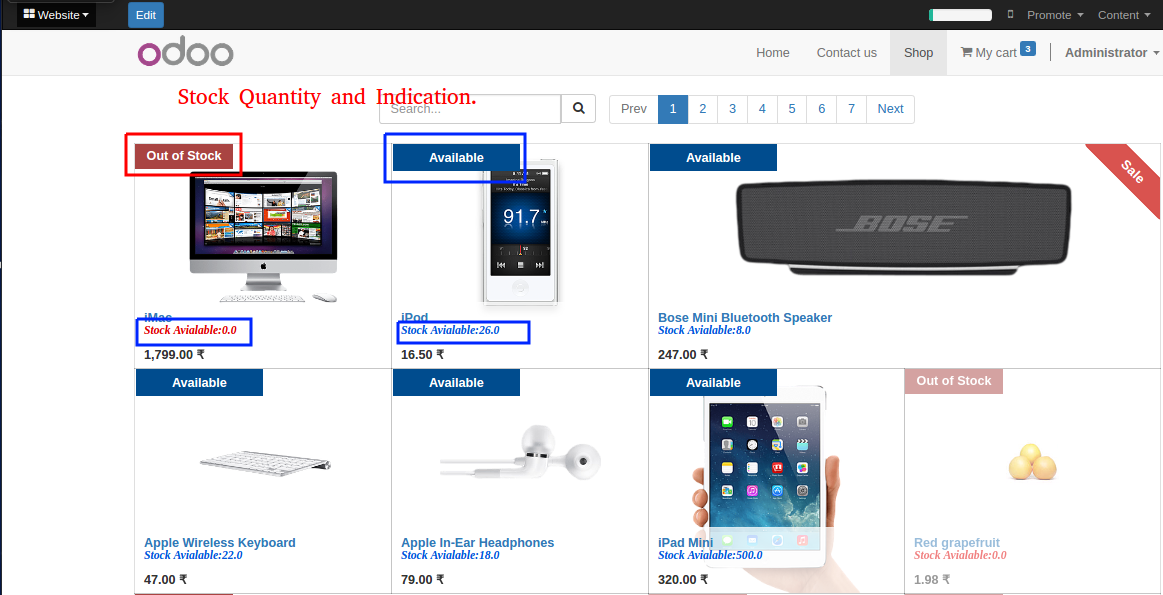 Website Edit Promote Content
odoo Home Contact us Shop My cart 3 Administrator
Stock Quantity and Indication.
Search... Prev 1 2 3 4 5 6 7 Next
Out of Stock
iMac
Stock Avialable:0.0
1,799.00 ₹
Available
91.7
iPod
Stock Avialable:26.0
16.50 ₹
Available
Sale
BOSE
Bose Mini Bluetooth Speaker
Stock Avialable:8.0
247.00 ₹
Available
Apple Wireless Keyboard
Stock Avialable:22.0
47.00 ₹
Available
Apple In-Ear Headphones
Stock Avialable:18.0
79.00 ₹
Available
iPad Mini
Stock Avialable:500.0
320.00 ₹
Out of Stock
Red grapefruit
Stock Avialable:0.0
1.98 ₹